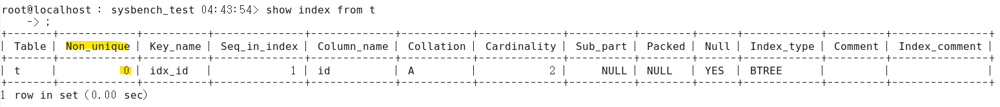 root@localhost : sysbench_test 04:43:54> show index from t
    -> ;
+-------+------------+----------+--------------+-------------+-----------+-------------+----------+--------+------+------------+---------+---------------+
| Table | Non_unique | Key_name | Seq_in_index | Column_name | Collation | Cardinality | Sub_part | Packed | Null | Index_type | Comment | Index_comment |
+-------+------------+----------+--------------+-------------+-----------+-------------+----------+--------+------+------------+---------+---------------+
| t     |          0 | idx_id   |            1 | id          | A         |           2 |     NULL | NULL   | YES  | BTREE      |         |               |
+-------+------------+----------+--------------+-------------+-----------+-------------+----------+--------+------+------------+---------+---------------+
1 row in set (0.00 sec)